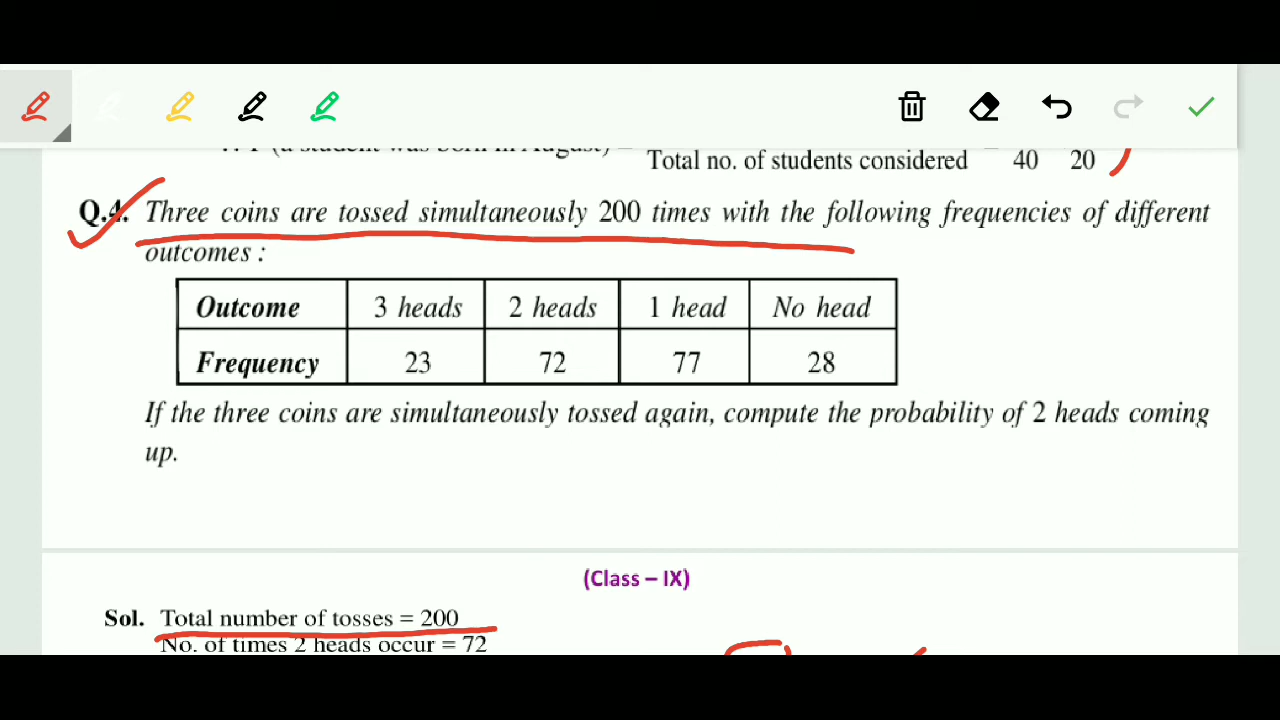 Total no. of students considered 40 20
Q.4. Three coins are tossed simultaneously 200 times with the following frequencies of different
outcomes :
Outcome 3 heads 2 heads 1 head No head
Frequency 23 72 77 28
If the three coins are simultaneously tossed again, compute the probability of 2 heads coming
up.
(Class – IX)
Sol. Total number of tosses = 200
No. of times 2 heads occur = 72